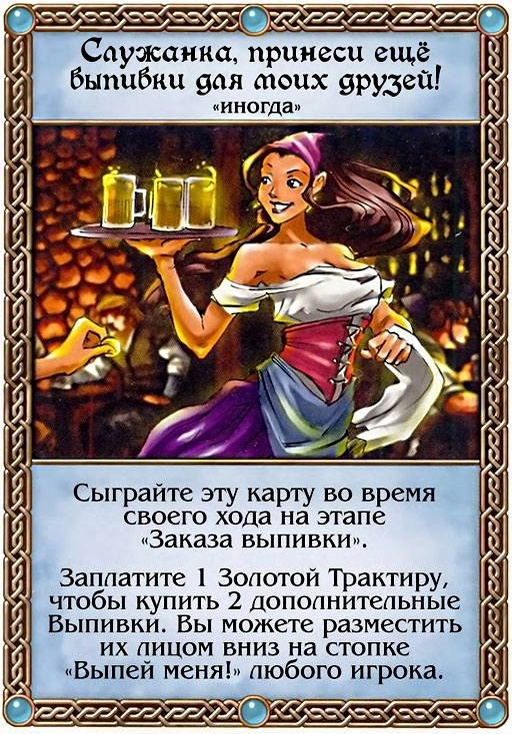 Служанка, принеси ещё
выпивки для моих друзей!
«иногда»
Сыграйте эту карту во время
своего хода на этапе
«Заказа выпивки».
Заплатите 1 Золотой Трактиру,
чтобы купить 2 дополнительные
Выпивки. Вы можете разместить
их лицом вниз на стопке
«Выпей меня!» любого игрока.